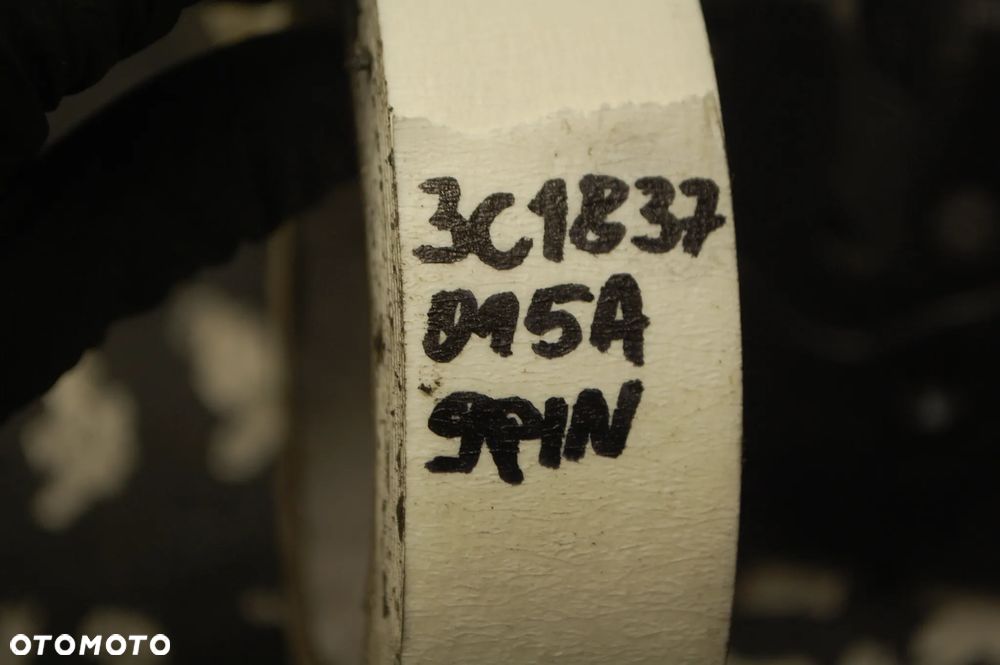 3C1837
015A
9PIN
OTOMOTO